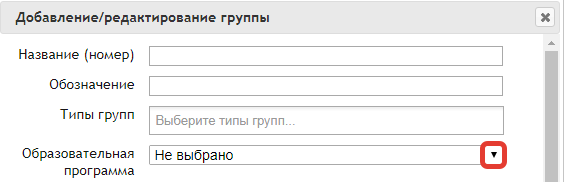 Добавление/редактирование группы
Название (номер)
Обозначение
Типы групп
Выберите типы групп...
Образовательная Не выбрано
программа